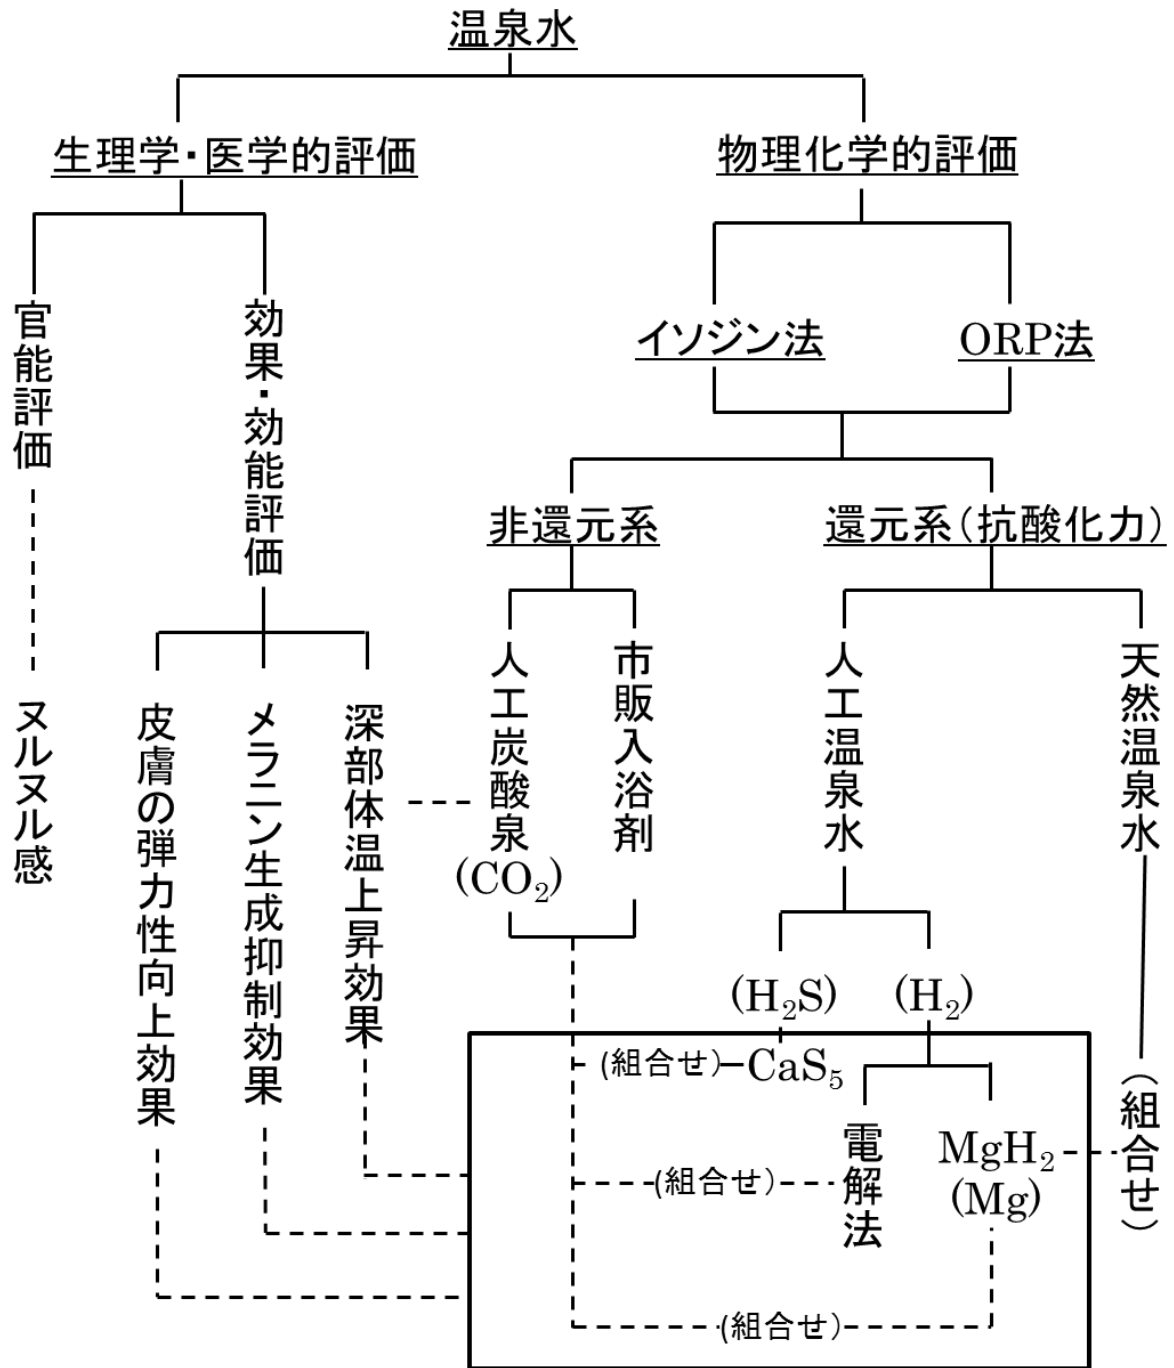 温泉水
生理学・医学的評価
物理化学的評価
官能評価
効果・効能評価
イソジン法
ORP法
非還元系
還元系(抗酸化力)
ヌルヌル感
皮膚の弾力性向上効果
メラニン生成抑制効果
深部体温上昇効果
人工炭酸泉
(CO₂)
市販入浴剤
人工温泉水
天然温泉水
(H₂S)
(H₂)
(組合せ)
CaS₅
(組合せ)
電解法
MgH₂
(Mg)
(組合せ)
(組合せ)